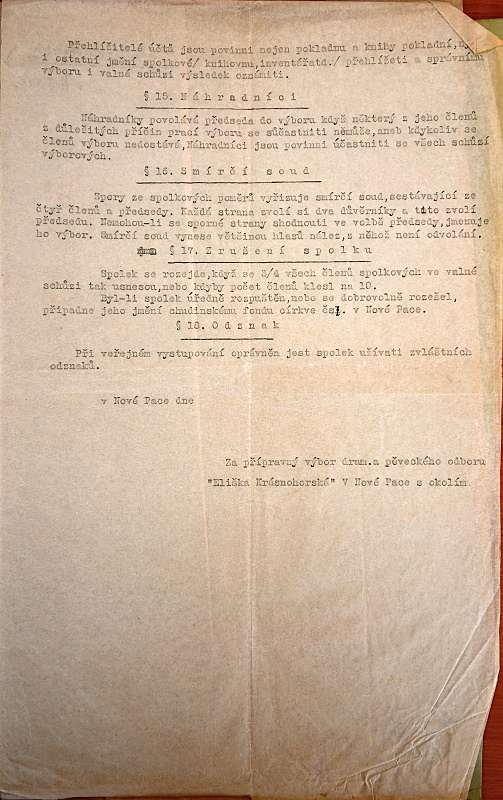 Přehlížitelé účtů jsou povinni nejen pokladnu a knihy pokladní,
i ostatní jmění spolkové/ knihovnu,inventářatd./ přehlížeti a správnímu
výboru i valné schůzi výsledek oznámiti.
§ 15. Náhradníci
Náhradníky povolává předseda do výboru když některý z jeho členů
z důležitých příčin prací výboru se súčastniti nemůže,aneb kdykoliv se
členů výboru nedostává,Náhradníci jsou povinni účastniti se všech schůzí
výborových.
§ 16. Smírčí soud
Spory ze spolkových poměrů vyřizuje smírčí soud,sestávající ze
čtyř členů a předsedy. Každá strana zvolí si dva důvěrníky a tito zvolí
předsedu. Nemohou-li se sporné strany shodnouti ve volbě předsedy,jmenuje
ho výbor. Smírčí soud vynese většinou hlasů nález,z něhož není odvolání.
§ 17. Zrušení spolku
Spolek se rozejde,když se 3/4 všech členů spolkových ve valné
schůzi tak usnesou,nebo kdyby počet členů klesl na 10.
Byl-li spolek úředně rozpuštěn,nebo se dobrovolně rozešel,
připadne jeho jmění chudinskému fondu církve čsl. v Nové Pace.
§ 18. Odznak
Při veřejném vystupování oprávněn jest spolek užívati zvláštních
odznaků.
v Nové Pace dne
Za přípravný výbor dram.a pěveckého odboru
"Eliška Krásnohorská" V Nové Pace s okolím.